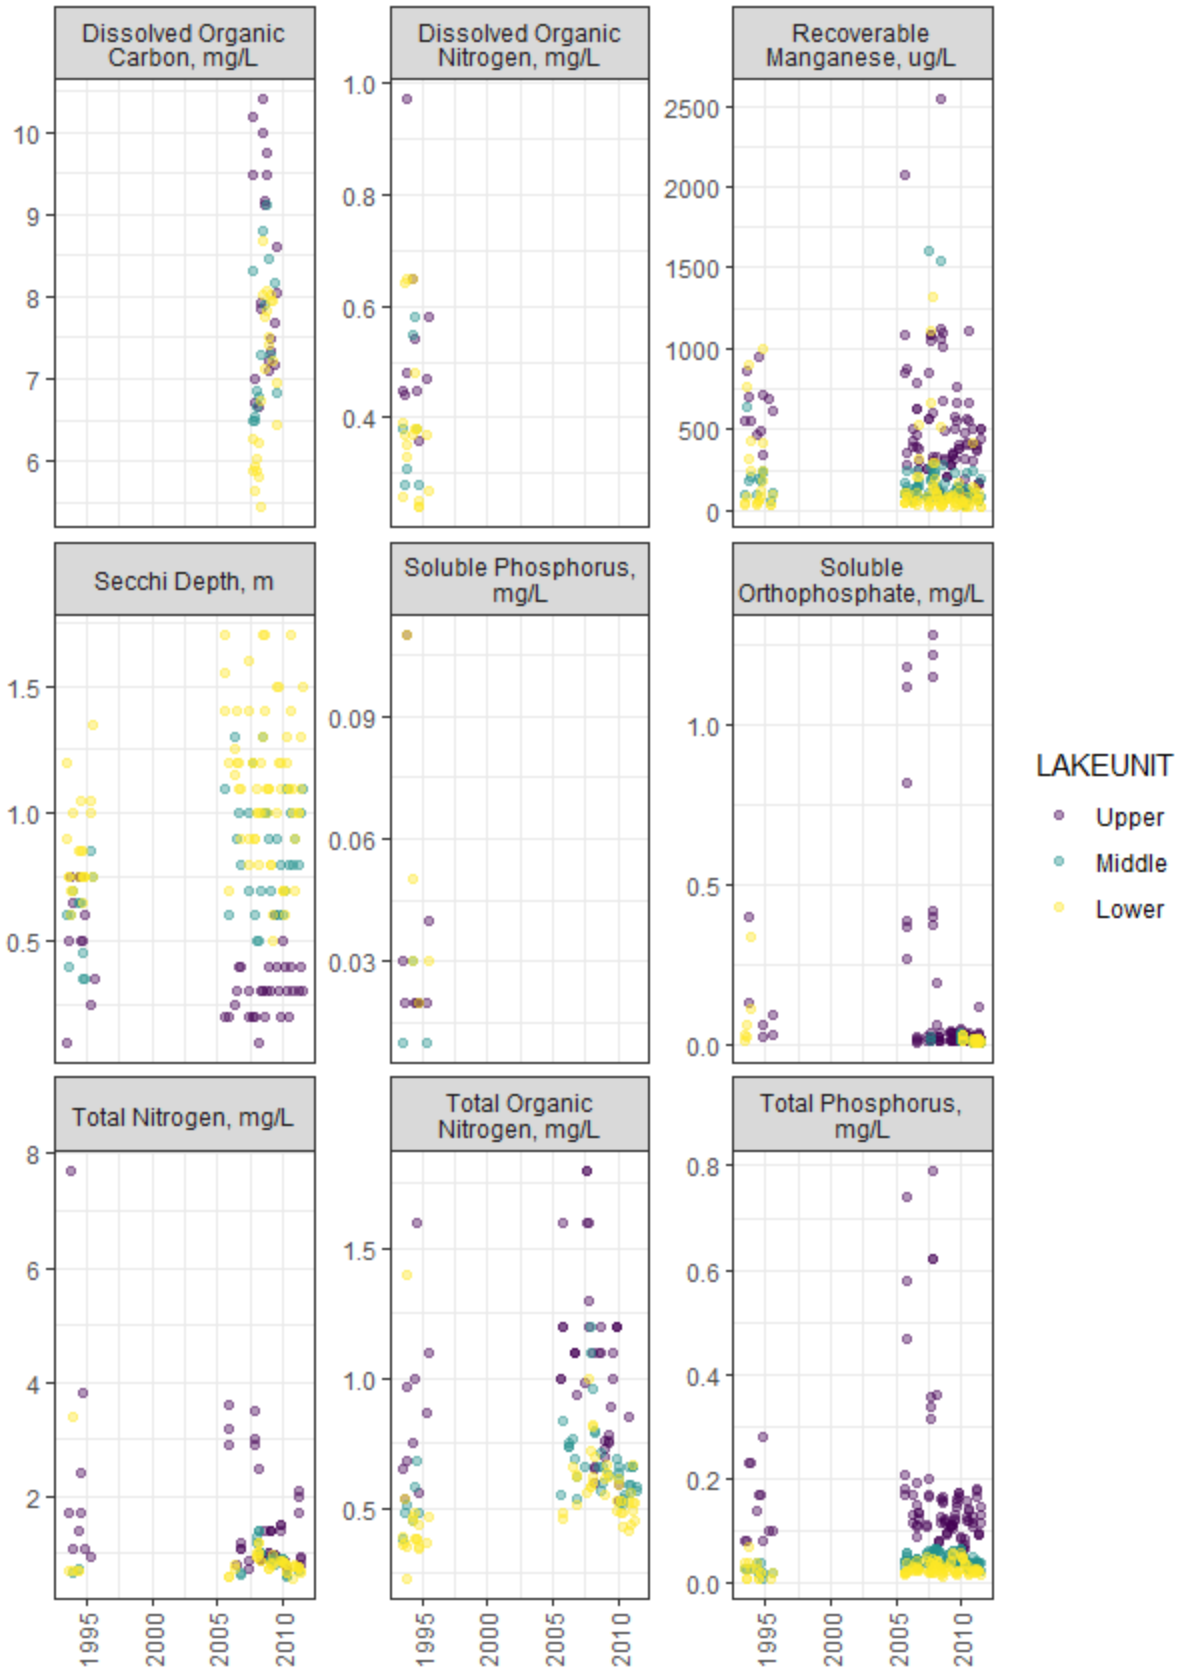 Dissolved Organic
Carbon, mg/L
Dissolved Organic
Nitrogen, mg/L
Recoverable
Manganese, ug/L
10
9
8
7
6
1.0
0.8
0.6
0.4
2500
2000
1500
1000
500
0
Secchi Depth, m
Soluble Phosphorus,
mg/L
Soluble
Orthophosphate, mg/L
1.5
1.0
0.5
0.09
0.06
0.03
1.0
0.5
0.0
LAKEUNIT
Upper
Middle
Lower
Total Nitrogen, mg/L
Total Organic
Nitrogen, mg/L
Total Phosphorus,
mg/L
8
6
4
2
1.5
1.0
0.5
0.8
0.6
0.4
0.2
0.0
1995
2000
2005
2010
1995
2000
2005
2010
1995
2000
2005
2010